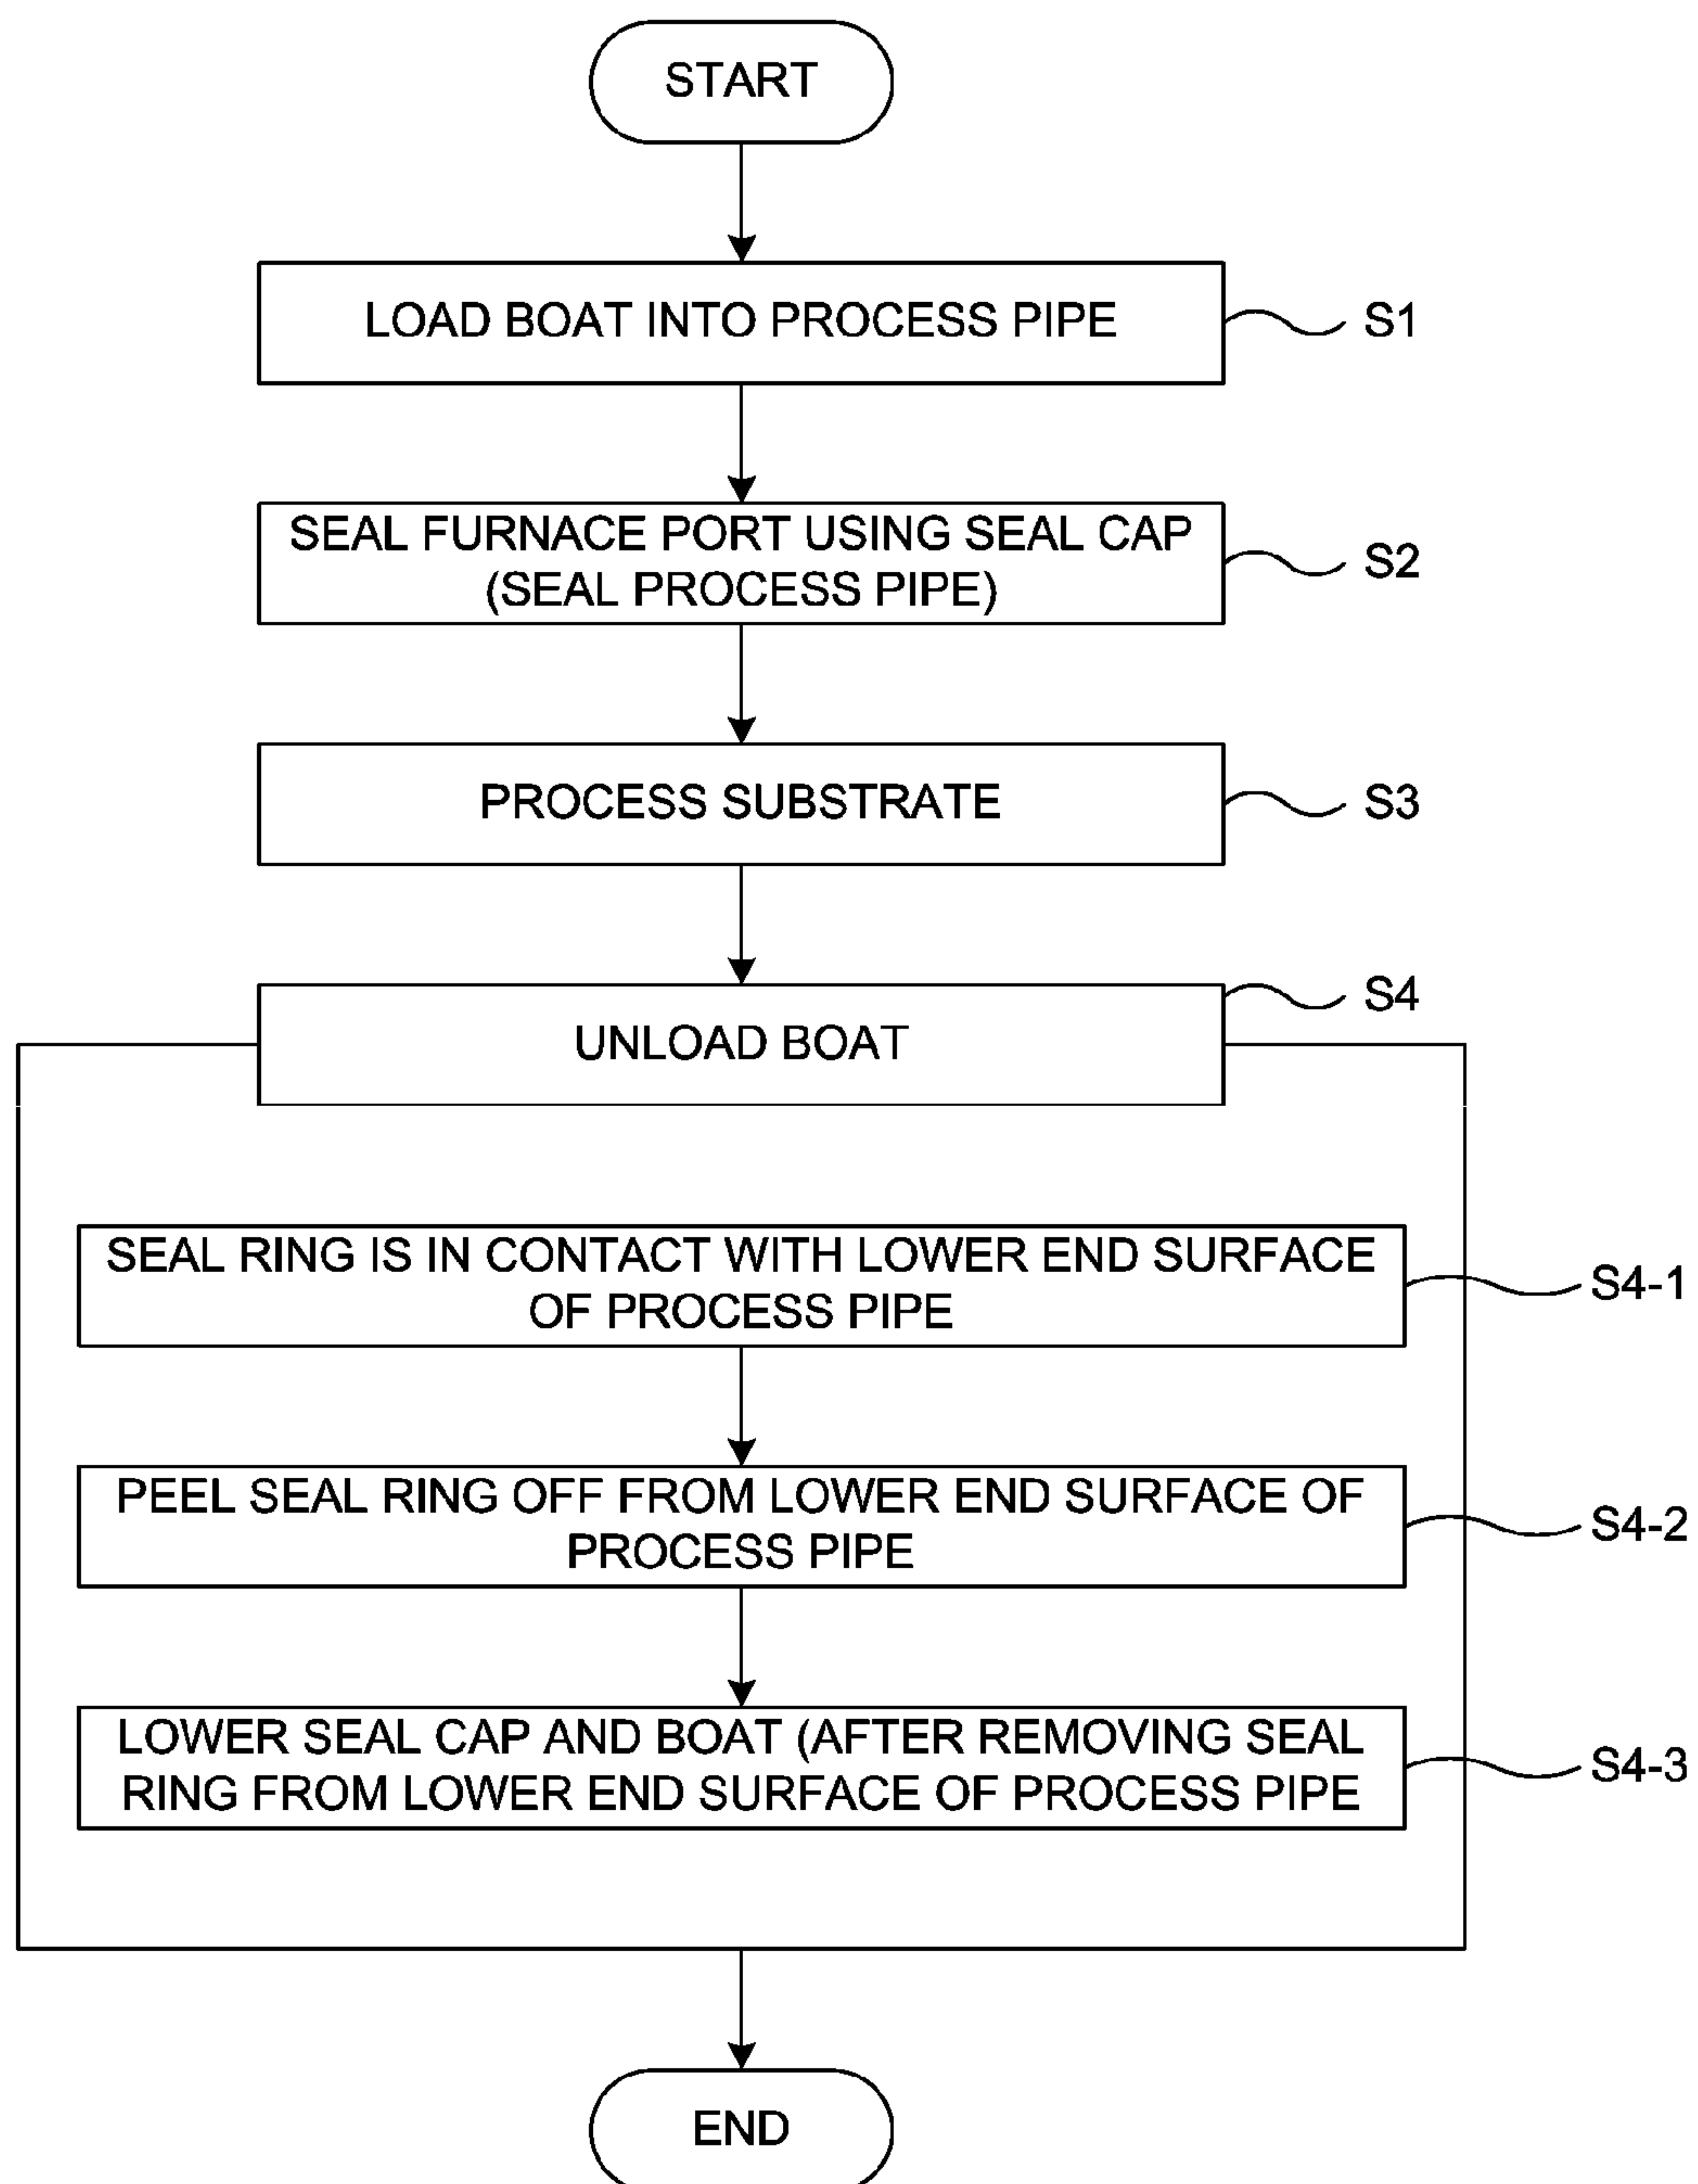 START
LOAD BOAT INTO PROCESS PIPE
S1
SEAL FURNACE PORT USING SEAL CAP
(SEAL PROCESS PIPE)
S2
PROCESS SUBSTRATE
S3
UNLOAD BOAT
S4
SEAL RING IS IN CONTACT WITH LOWER END SURFACE
OF PROCESS PIPE
S4-1
PEEL SEAL RING OFF FROM LOWER END SURFACE OF
PROCESS PIPE
S4-2
LOWER SEAL CAP AND BOAT (AFTER REMOVING SEAL
RING FROM LOWER END SURFACE OF PROCESS PIPE
S4-3
END